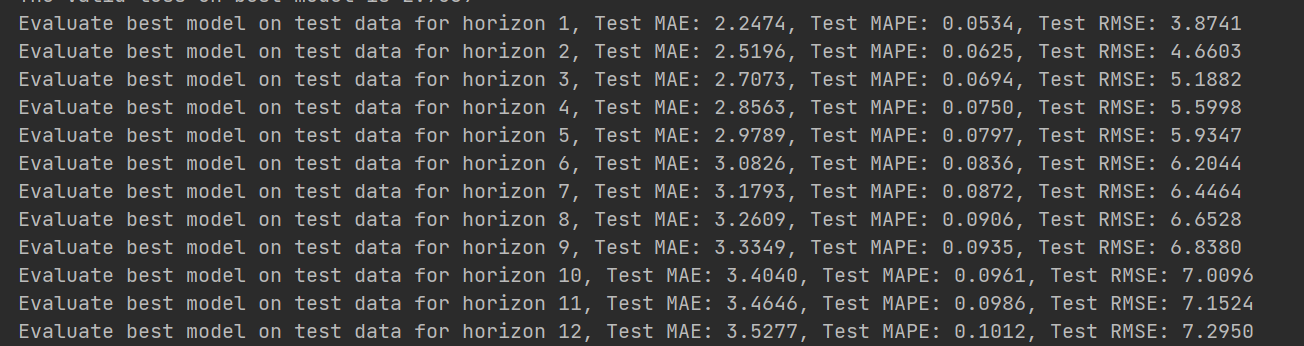 Evaluate best model on test data for horizon 1, Test MAE: 2.2474, Test MAPE: 0.0534, Test RMSE: 3.8741
Evaluate best model on test data for horizon 2, Test MAE: 2.5196, Test MAPE: 0.0625, Test RMSE: 4.6603
Evaluate best model on test data for horizon 3, Test MAE: 2.7073, Test MAPE: 0.0694, Test RMSE: 5.1882
Evaluate best model on test data for horizon 4, Test MAE: 2.8563, Test MAPE: 0.0750, Test RMSE: 5.5998
Evaluate best model on test data for horizon 5, Test MAE: 2.9789, Test MAPE: 0.0797, Test RMSE: 5.9347
Evaluate best model on test data for horizon 6, Test MAE: 3.0826, Test MAPE: 0.0836, Test RMSE: 6.2044
Evaluate best model on test data for horizon 7, Test MAE: 3.1793, Test MAPE: 0.0872, Test RMSE: 6.4464
Evaluate best model on test data for horizon 8, Test MAE: 3.2609, Test MAPE: 0.0906, Test RMSE: 6.6528
Evaluate best model on test data for horizon 9, Test MAE: 3.3349, Test MAPE: 0.0935, Test RMSE: 6.8380
Evaluate best model on test data for horizon 10, Test MAE: 3.4040, Test MAPE: 0.0961, Test RMSE: 7.0096
Evaluate best model on test data for horizon 11, Test MAE: 3.4646, Test MAPE: 0.0986, Test RMSE: 7.1524
Evaluate best model on test data for horizon 12, Test MAE: 3.5277, Test MAPE: 0.1012, Test RMSE: 7.2950